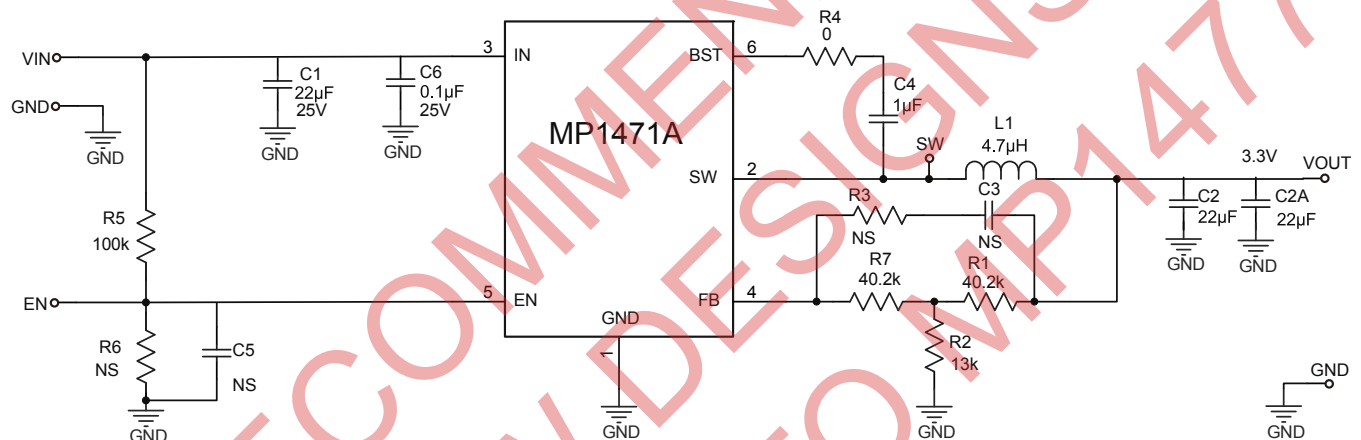 R4
0
VIN
3
IN
BST
6
C1
22µF
25V
C6
0.1µF
25V
C4
1µF
GND
GND
GND
GND
MP1471A
SW
L1
4.7µH
SW
2
3.3V
VOUT
R5
100k
R3
NS
C3
NS
C2
22µF
C2A
22µF
GND
GND
R7
40.2k
R1
40.2k
EN
5
EN
FB
4
GND
1
R6
NS
C5
NS
R2
13k
GND
GND
GND
GND
GND
RECOMMEN
W DESIGNS
O MP1477